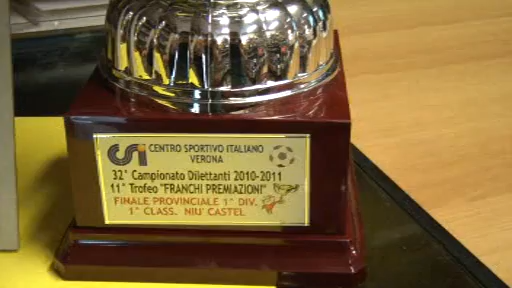 CSI CENTRO SPORTIVO ITALIANO
VERONA
32° Campionato Dilettanti 2010-2011
11° Trofeo "FRANCHI PREMIAZIONI"
FINALE PROVINCIALE 1° DIV.
1° CLASS. NIU' CASTEL